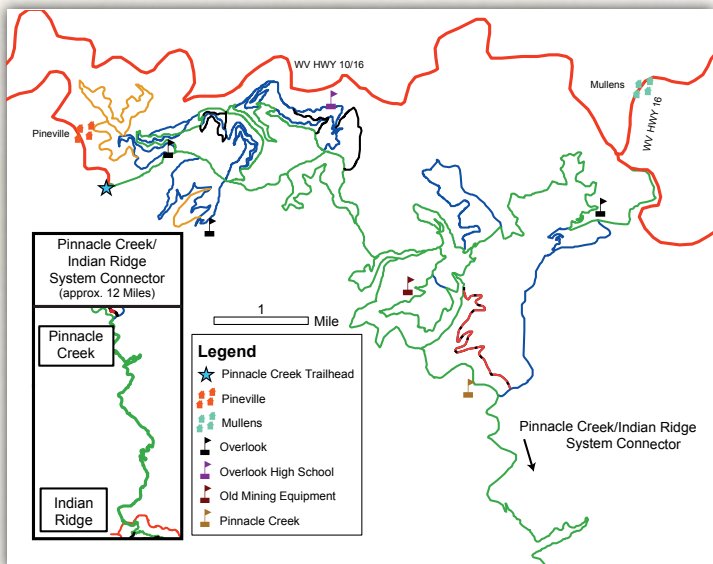 WV HWY 10/16
Mullens
WV HWY 16
Pineville
Pinnacle Creek/
Indian Ridge
System Connector
(approx. 12 Miles)
Pinnacle
Creek
Indian
Ridge
1
Mile
Legend
Pinnacle Creek Trailhead
Pineville
Mullens
Overlook
Overlook High School
Old Mining Equipment
Pinnacle Creek
Pinnacle Creek/Indian Ridge
System Connector